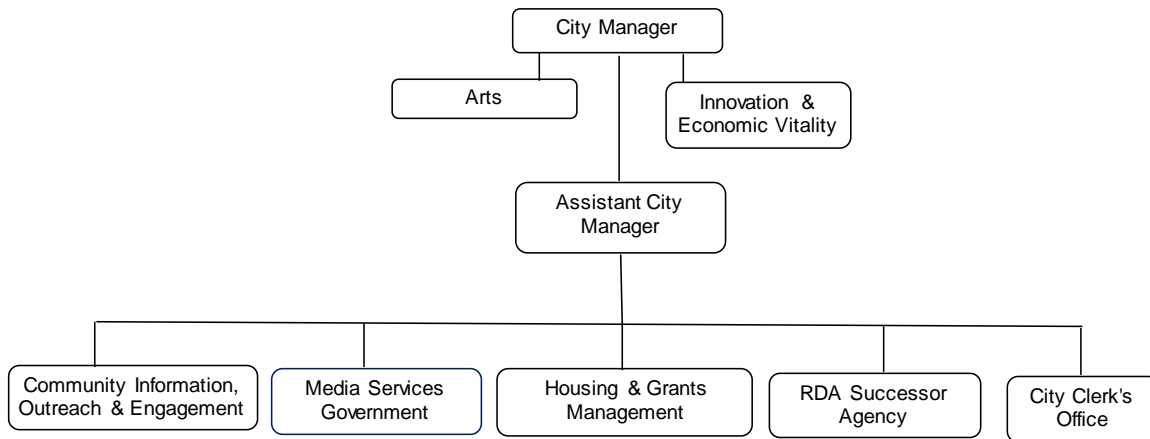 City Manager
Arts
Innovation &
Economic Vitality
Assistant City
Manager
Community Information,
Outreach & Engagement
Media Services
Government
Housing & Grants
Management
RDA Successor
Agency
City Clerk's
Office